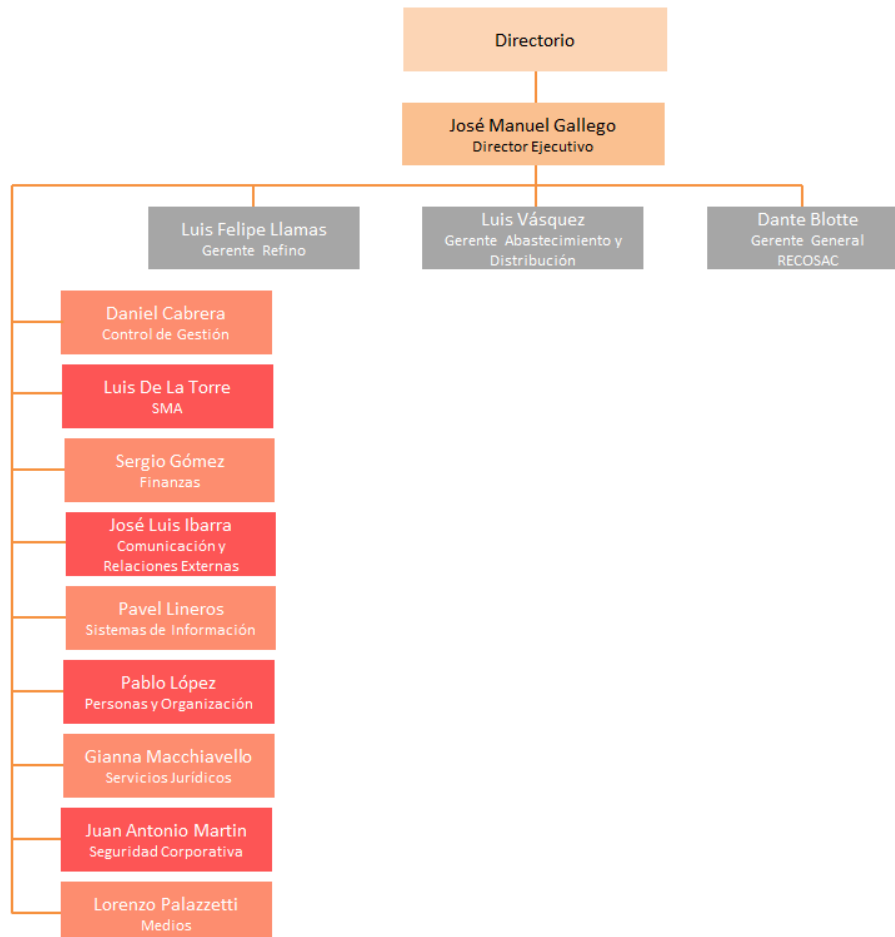 Directorio
José Manuel Gallego
Director Ejecutivo
Luis Felipe Llamas
Gerente Refino
Luis Vásquez
Gerente Abastecimiento y
Distribución
Dante Blotte
Gerente General
RECOSAC
Daniel Cabrera
Control de Gestión
Luis De La Torre
SMA
Sergio Gómez
Finanzas
José Luis Ibarra
Comunicación y
Relaciones Externas
Pavel Lineros
Sistemas de Información
Pablo López
Personas y Organización
Gianna Macchiavello
Servicios Jurídicos
Juan Antonio Martin
Seguridad Corporativa
Lorenzo Palazzetti
Medios